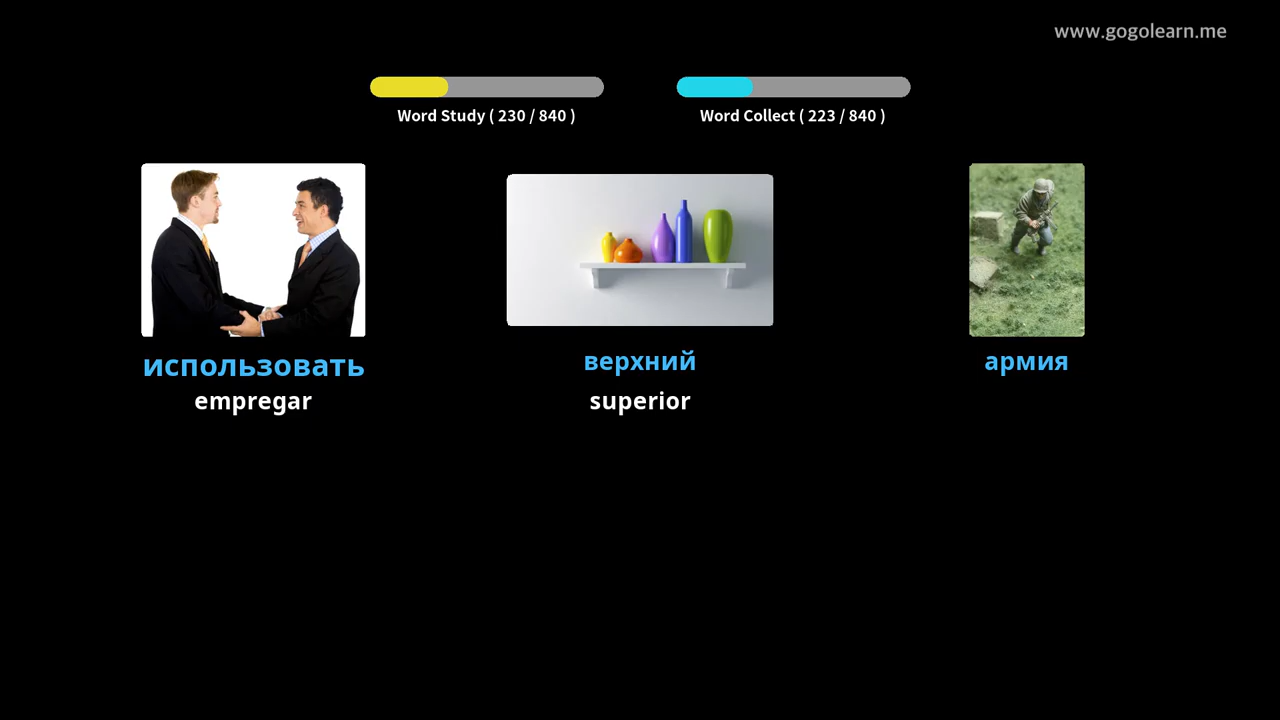 www.gogolearn.me
Word Study ( 230 / 840 )
Word Collect ( 223 / 840 )
использовать
empregar
верхний
superior
армия